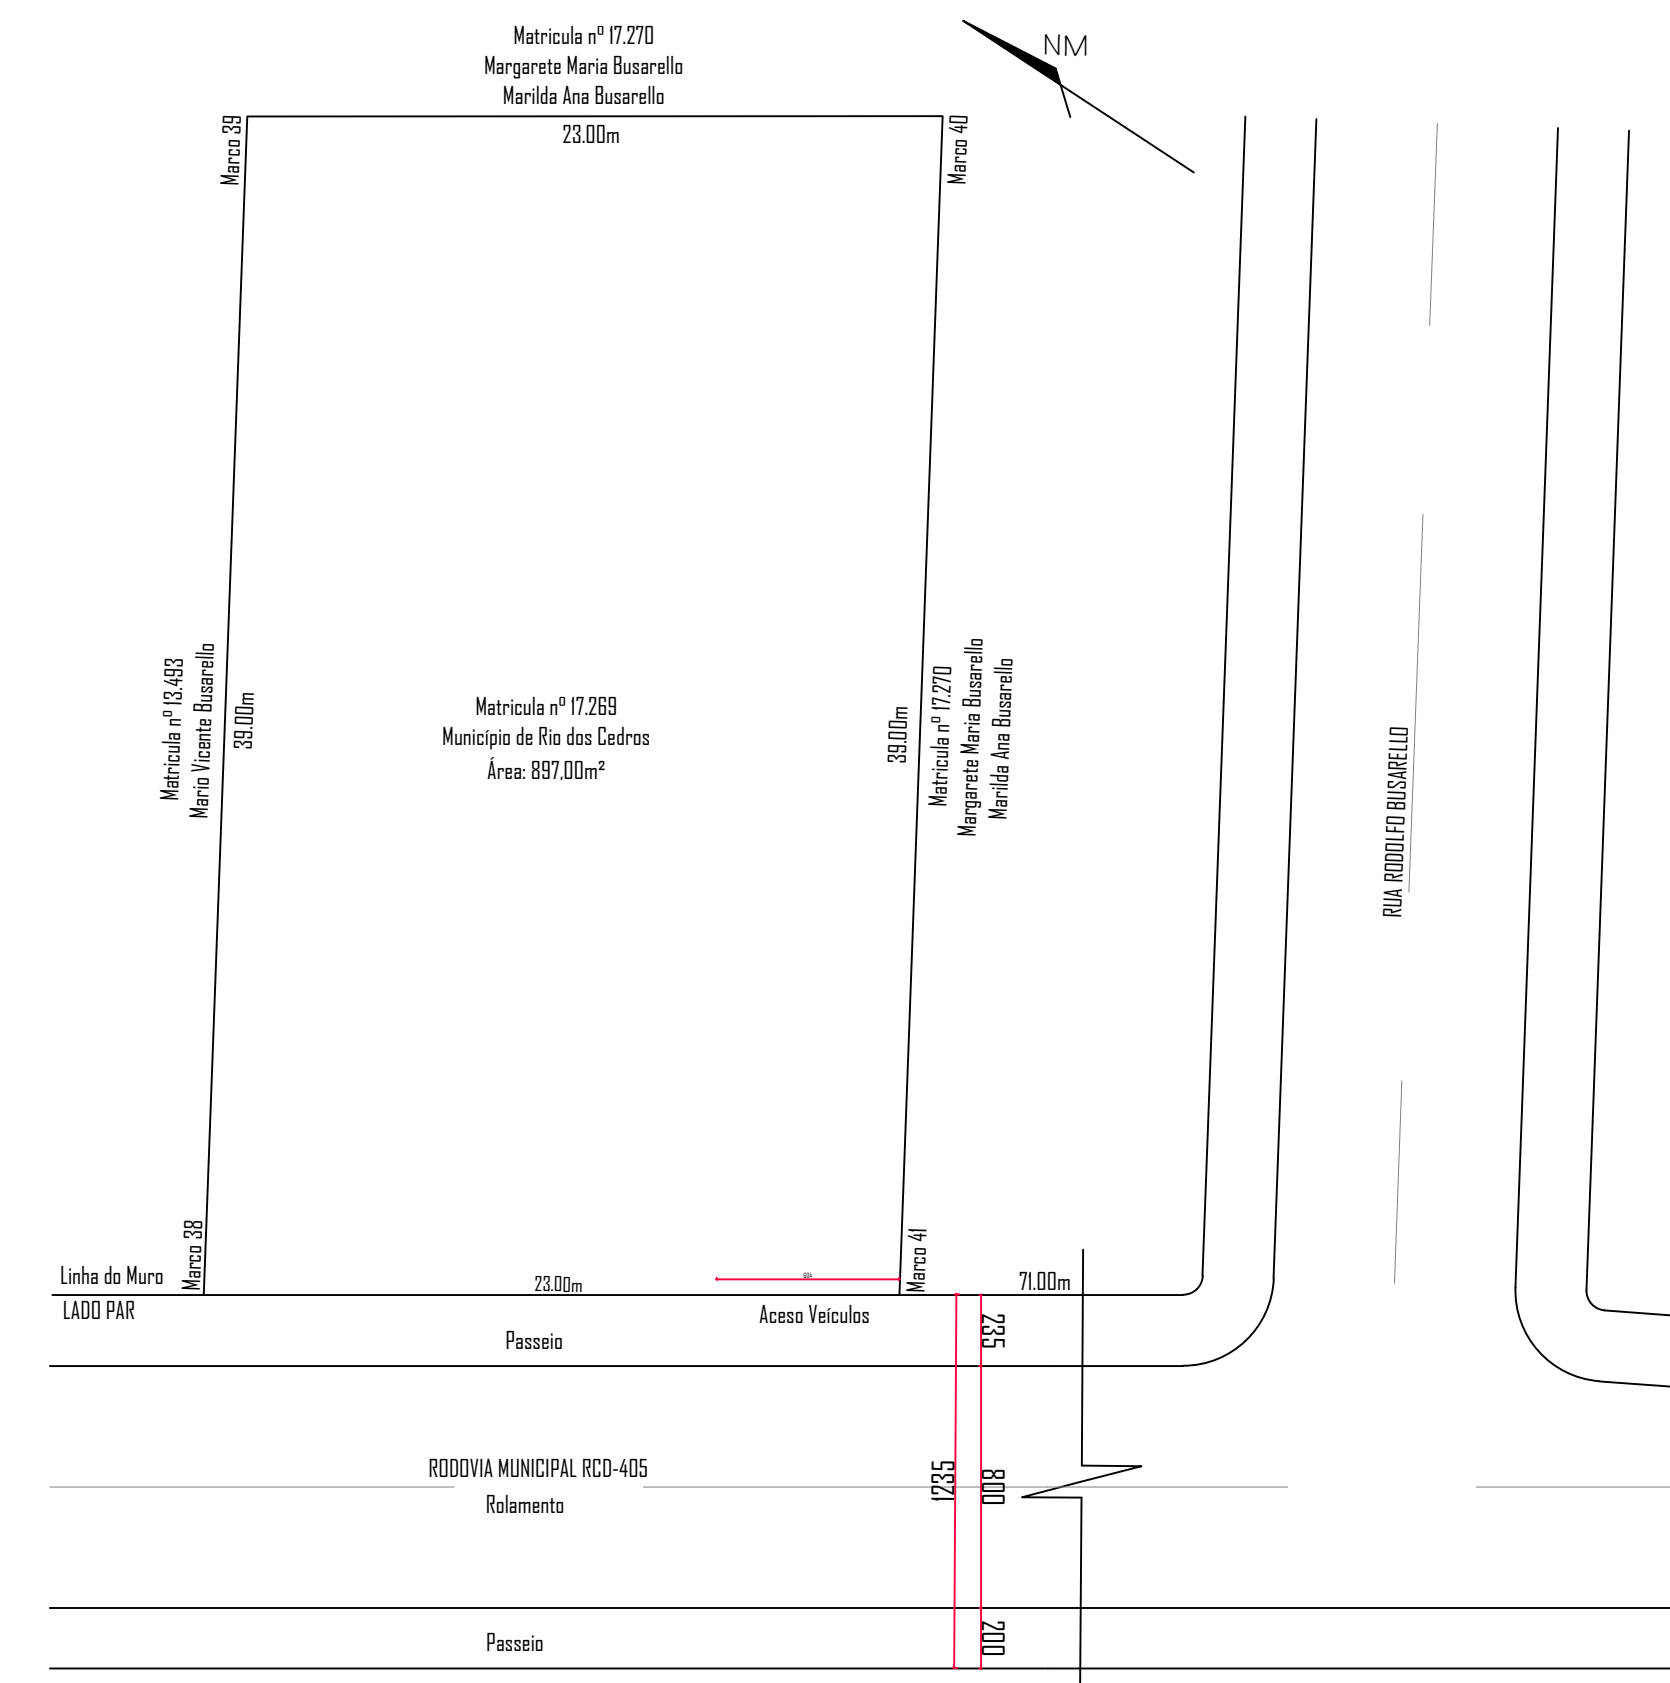 Matricula nº 17.270
Margarete Maria Busarello
Marilda Ana Busarello
NM
23.00m
Marco 39
Marco 40
Matricula nº 13.493
Mario Vicente Busarello
39.00m
Matricula nº 17.269
Município de Rio dos Cedros
Área: 897,00m²
39.00m
Matricula nº 17.270
Margarete Maria Busarello
Marilda Ana Busarello
RUA RODOLFO BUSARELLO
Marco 38
Marco 41
Linha do Muro
23.00m
604
71.00m
LADO PAR
Aceso Veículos
235
Passeio
RODOVIA MUNICIPAL RCD-405
1235
800
Rolamento
Passeio
200